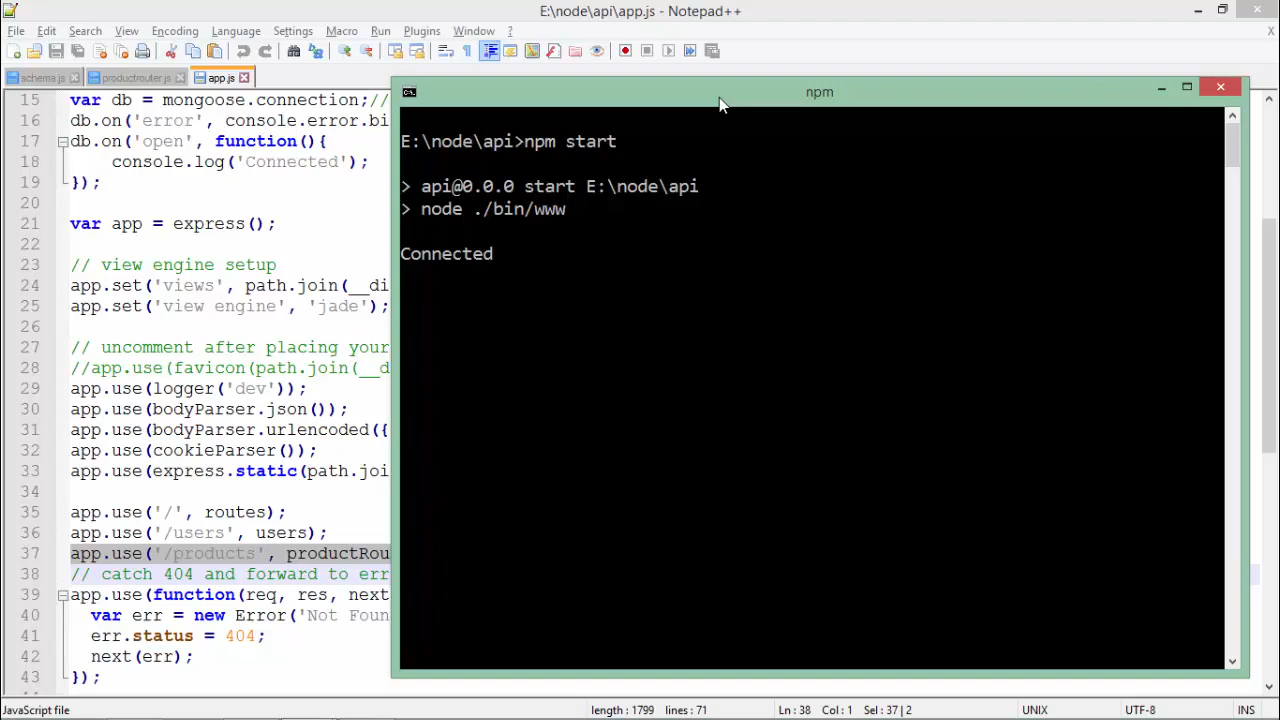 E:\node\api\app.js - Notepad++
File Edit Search View Encoding Language Settings Macro Run Plugins Window ?
X
schema.js productrouter.js app.js
15 var db = mongoose.connection;//
16 db.on('error', console.error.bi
17 db.on('open', function(){
18 console.log('Connected');
19 });
20
21 var app = express();
22
23 // view engine setup
24 app.set('views', path.join(__di
25 app.set('view engine', 'jade');
26
27 // uncomment after placing your
28 //app.use(favicon(path.join(__d
29 app.use(logger('dev'));
30 app.use(bodyParser.json());
31 app.use(bodyParser.urlencoded({
32 app.use(cookieParser());
33 app.use(express.static(path.joi
34
35 app.use('/', routes);
36 app.use('/users', users);
37 app.use('/products', productRou
38 // catch 404 and forward to err
39 app.use(function(req, res, next
40 var err = new Error('Not Foun
41 err.status = 404;
42 next(err);
43 });
npm
E:\node\api>npm start
> api@0.0.0 start E:\node\api
> node ./bin/www
Connected
JavaScript file length : 1799 lines : 71 Ln : 38 Col : 1 Sel : 37 | 2 UNIX UTF-8 INS